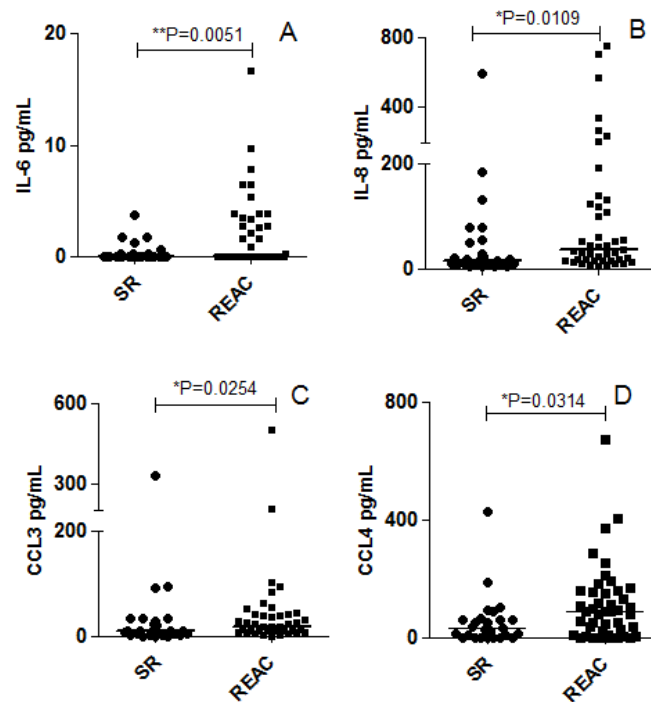 **P=0.0051
A
20
10
0
IL-6 pg/mL
SR
REAC
*P=0.0109
B
800
400
200
0
IL-8 pg/mL
SR
REAC
*P=0.0254
C
600
300
200
0
CCL3 pg/mL
SR
REAC
*P=0.0314
D
800
400
0
CCL4 pg/mL
SR
REAC